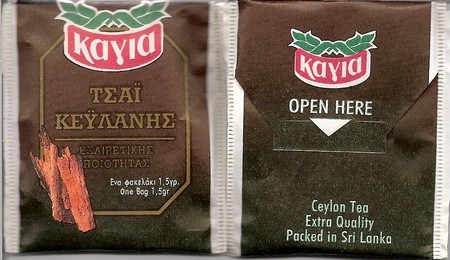 καγια
ΤΣΑΪ
ΚΕΫΛΑΝΗΣ
ΕΞΑΙΡΕΤΙΚΗΣ
ΠΟΙΟΤΗΤΑΣ
Ενα φακελάκι 1,5γρ.
One Bag 1,5gr
καγια
OPEN HERE
Ceylon Tea
Extra Quality
Packed in Sri Lanka